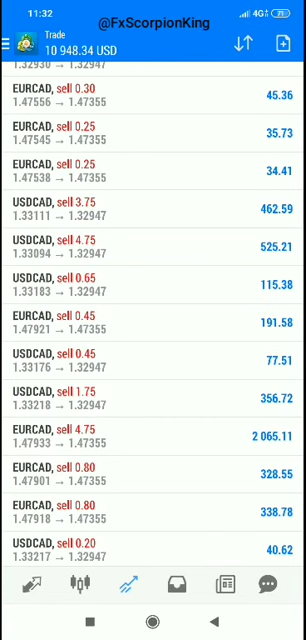 11:32
4G
71
@FxScorpionKing
Trade
10 948.34 USD
1.32930 → 1.32947
EURCAD, sell 0.30
1.47556 → 1.47355
45.36
EURCAD, sell 0.25
1.47545 → 1.47355
35.73
EURCAD, sell 0.25
1.47538 → 1.47355
34.41
USDCAD, sell 3.75
1.33111 → 1.32947
462.59
USDCAD, sell 4.75
1.33094 → 1.32947
525.21
USDCAD, sell 0.65
1.33183 → 1.32947
115.38
EURCAD, sell 0.45
1.47921 → 1.47355
191.58
USDCAD, sell 0.45
1.33176 → 1.32947
77.51
USDCAD, sell 1.75
1.33218 → 1.32947
356.72
EURCAD, sell 4.75
1.47933 → 1.47355
2 065.11
EURCAD, sell 0.80
1.47901 → 1.47355
328.55
EURCAD, sell 0.80
1.47918 → 1.47355
338.78
USDCAD, sell 0.20
1.33217 → 1.32947
40.62